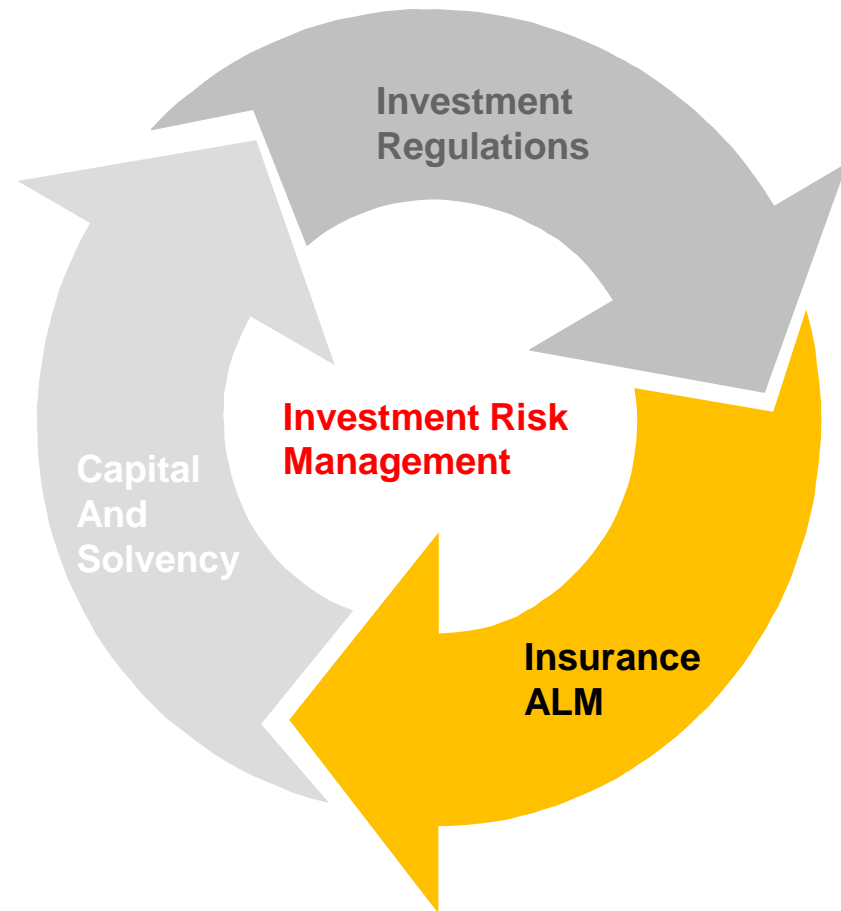 Investment
Regulations
Investment Risk
Management
Capital
And
Solvency
Insurance
ALM